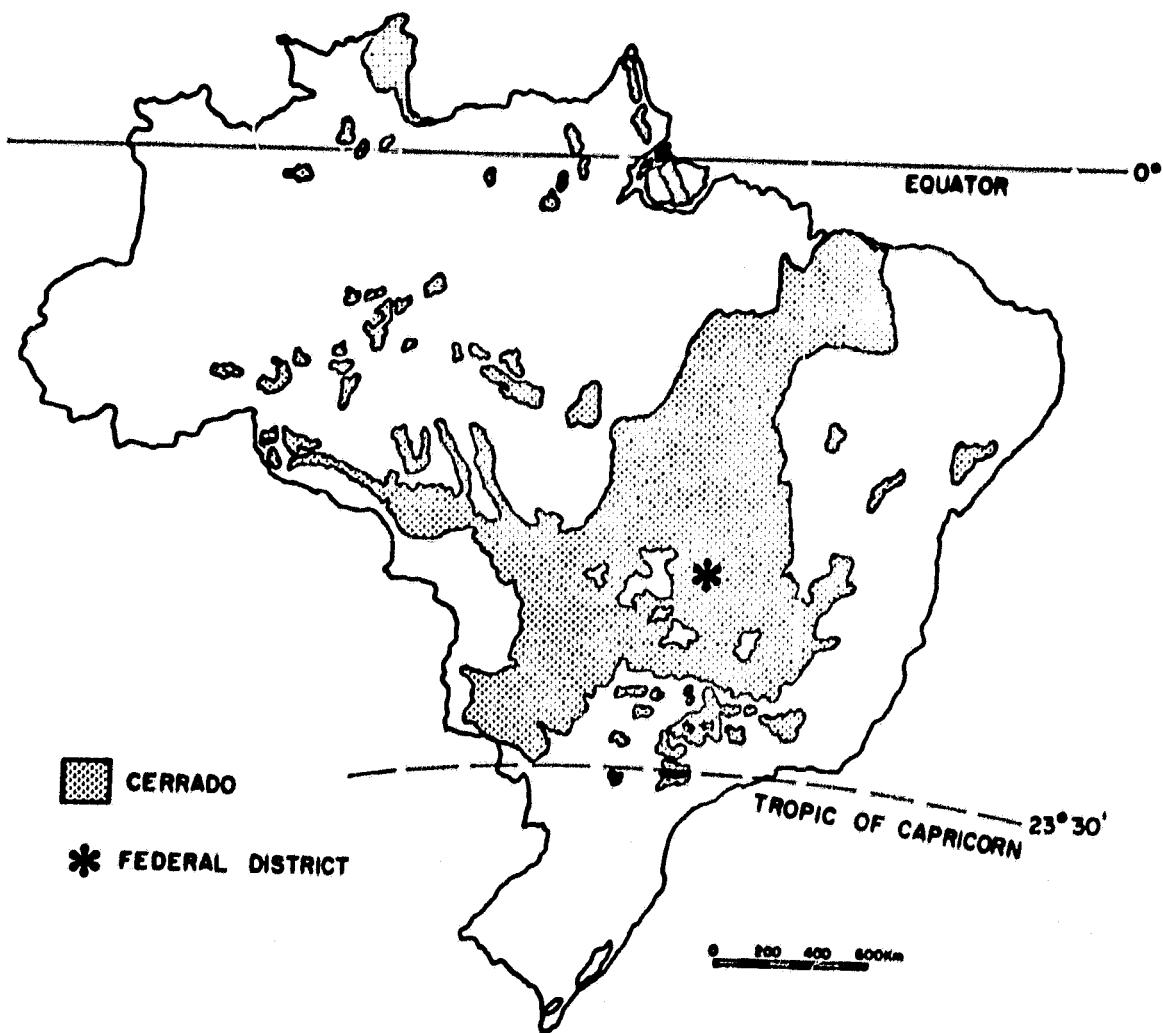 0°
EQUATOR
CERRADO
TROPIC OF CAPRICORN
23° 30'
FEDERAL DISTRICT
0 200 400 600Km